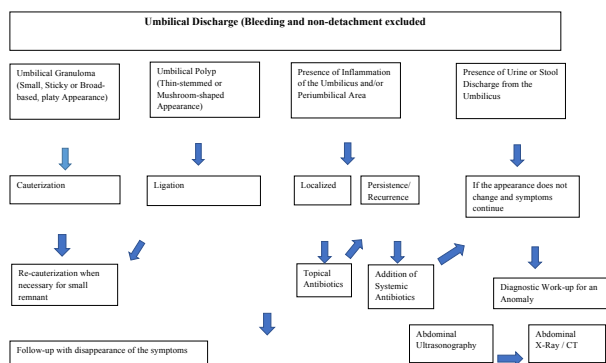 Umbilical Discharge (Bleeding and non-detachment excluded
Umbilical Granuloma
(Small, Sticky or Broad-
based, platy Appearance)
Umbilical Polyp
(Thin-stemmed or
Mushroom-shaped
Appearance)
Presence of Inflammation
of the Umbilicus and/or
Periumbilical Area
Presence of Urine or Stool
Discharge from the
Umbilicus
Cauterization
Ligation
Localized
Persistence/
Recurrence
If the appearance does not
change and symptoms
continue
Re-cauterization when
necessary for small
remnant
Topical
Antibiotics
Addition of
Systemic
Antibiotics
Diagnostic Work-up for an
Anomaly
Follow-up with disappearance of the symptoms
Abdominal
Ultrasonography
Abdominal
X-Ray / CT